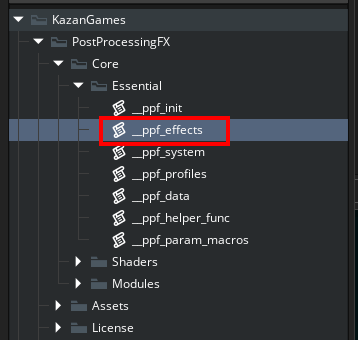 KazanGames
PostProcessingFX
Core
Essential
__ppf_init
__ppf_effects
__ppf_system
__ppf_profiles
__ppf_data
__ppf_helper_func
__ppf_param_macros
Shaders
Modules
Assets
License